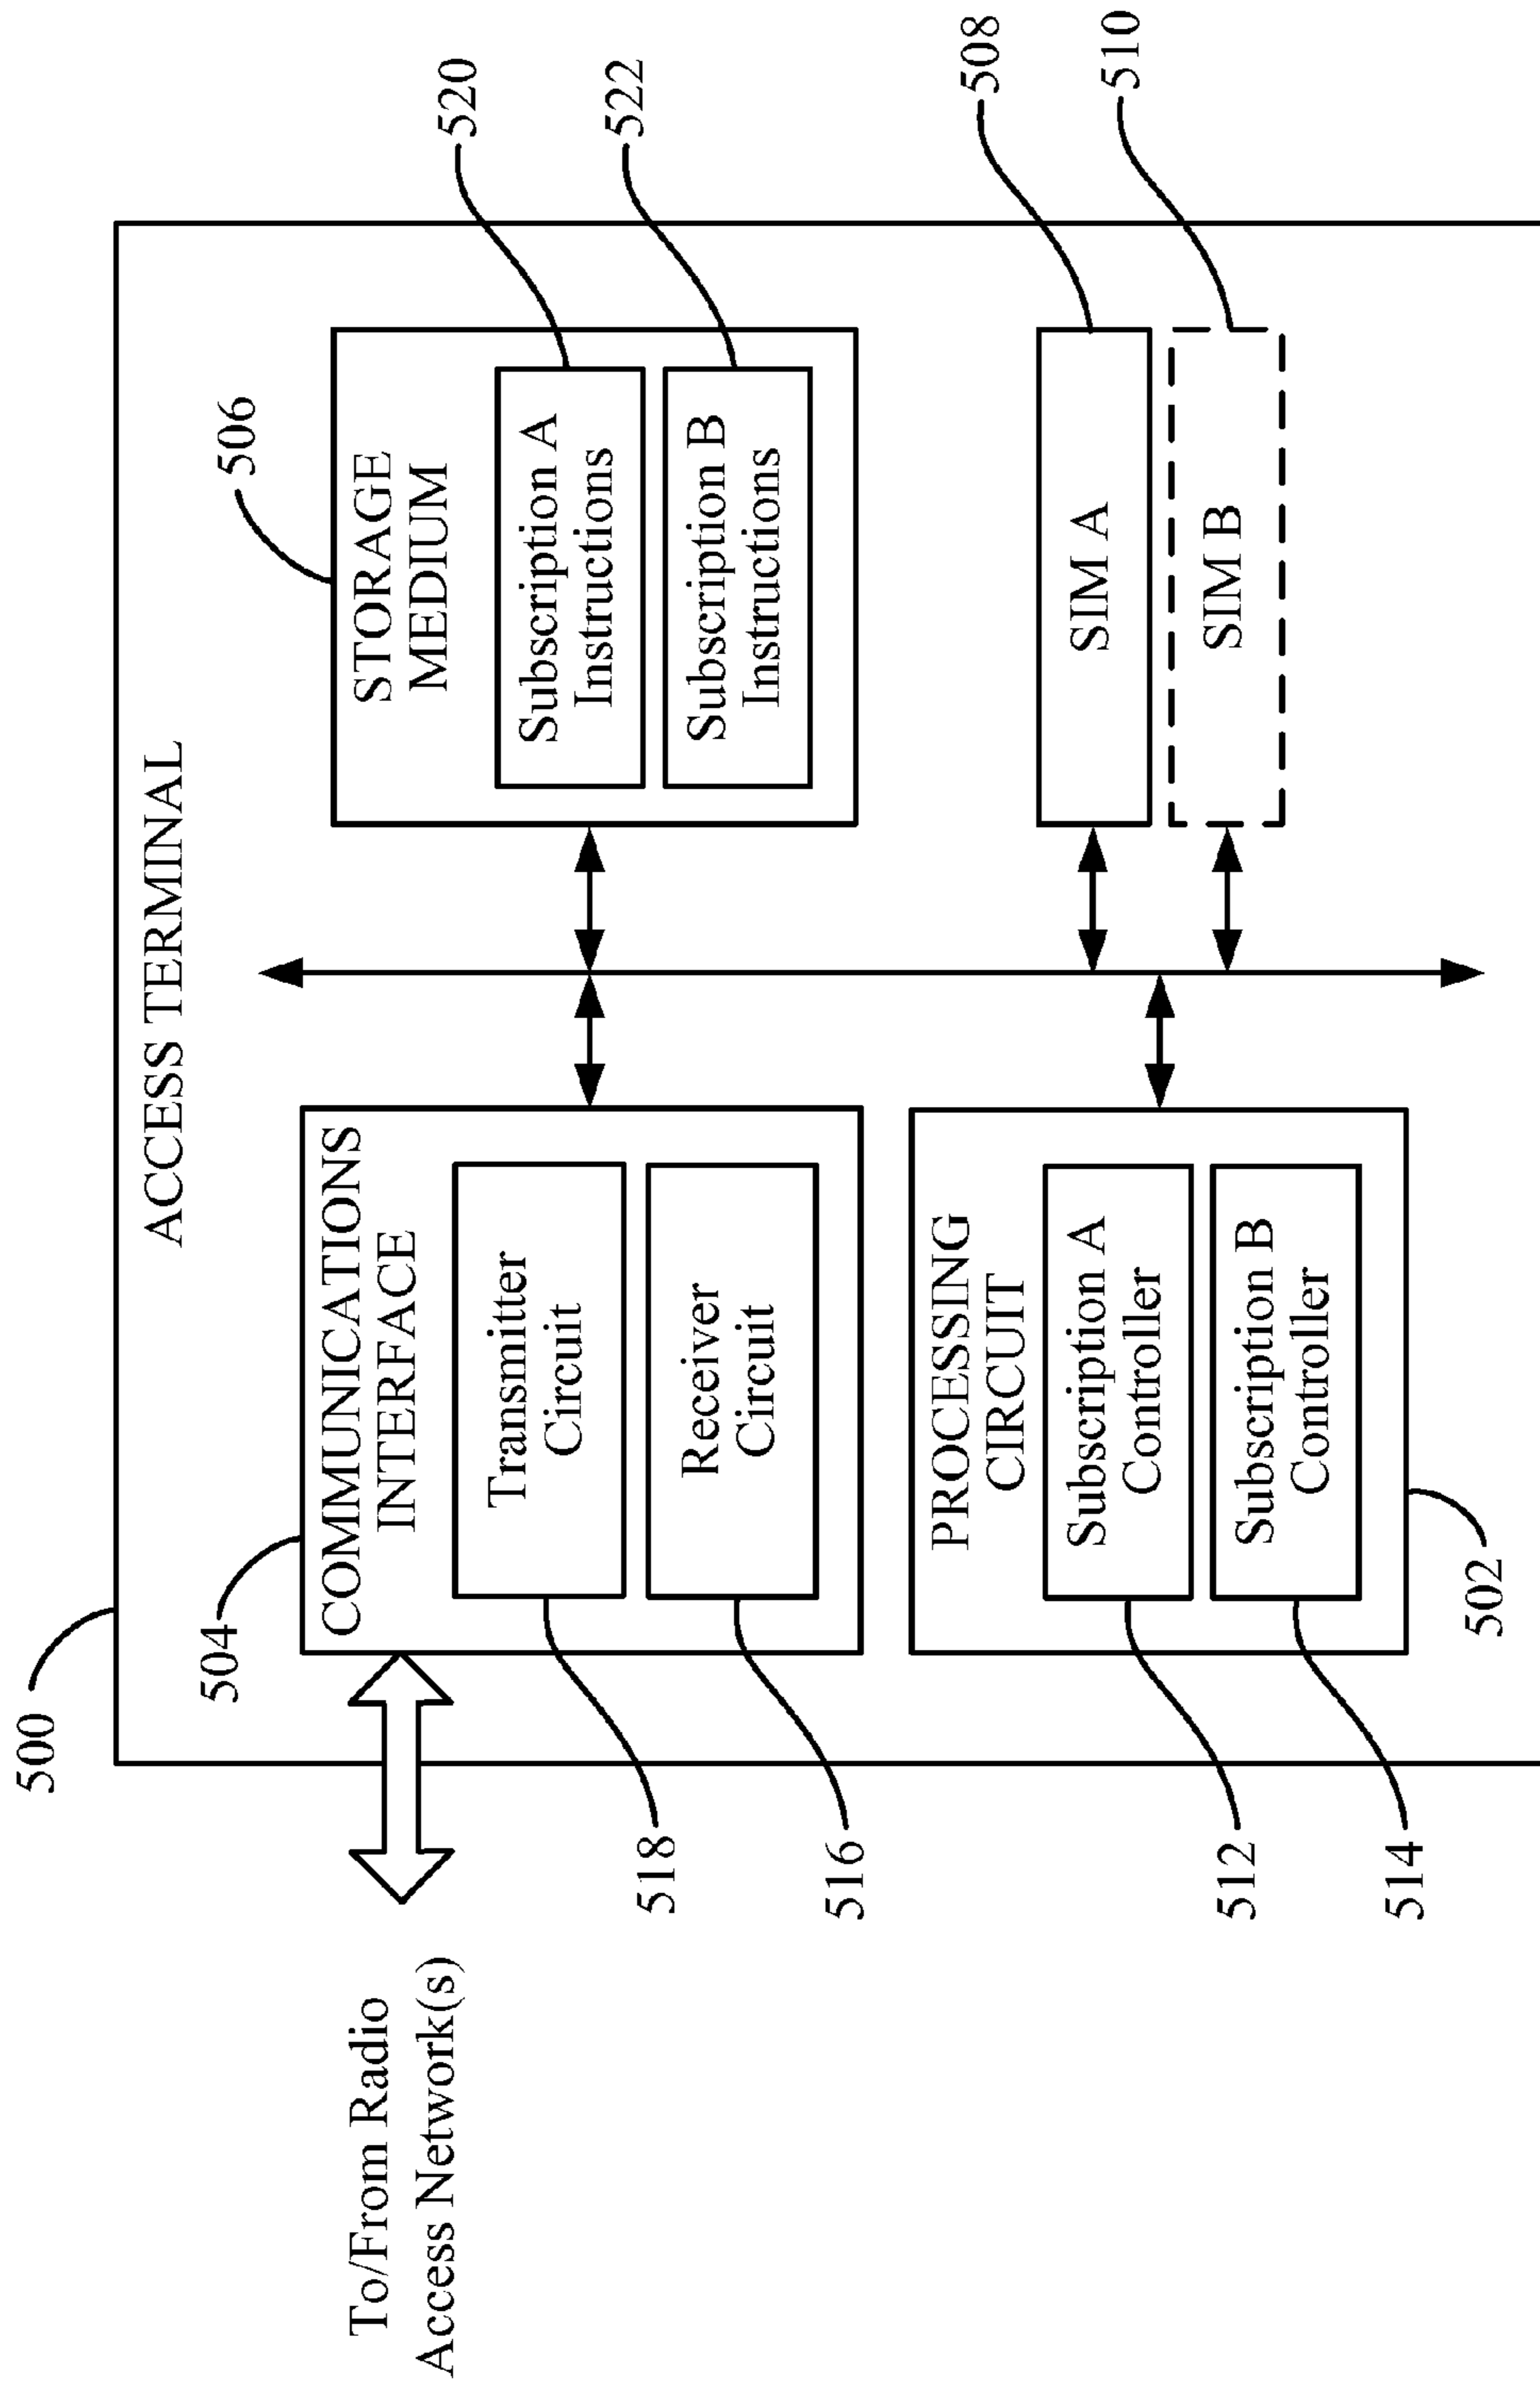 500
ACCESS TERMINAL
To/From Radio
Access Network(s)
504
COMMUNICATIONS
INTERFACE
Transmitter
Circuit
518
Receiver
Circuit
516
506
STORAGE
MEDIUM
Subscription A
Instructions
520
Subscription B
Instructions
522
PROCESSING
CIRCUIT
Subscription A
Controller
512
Subscription B
Controller
514
502
SIM A
508
SIM B
510